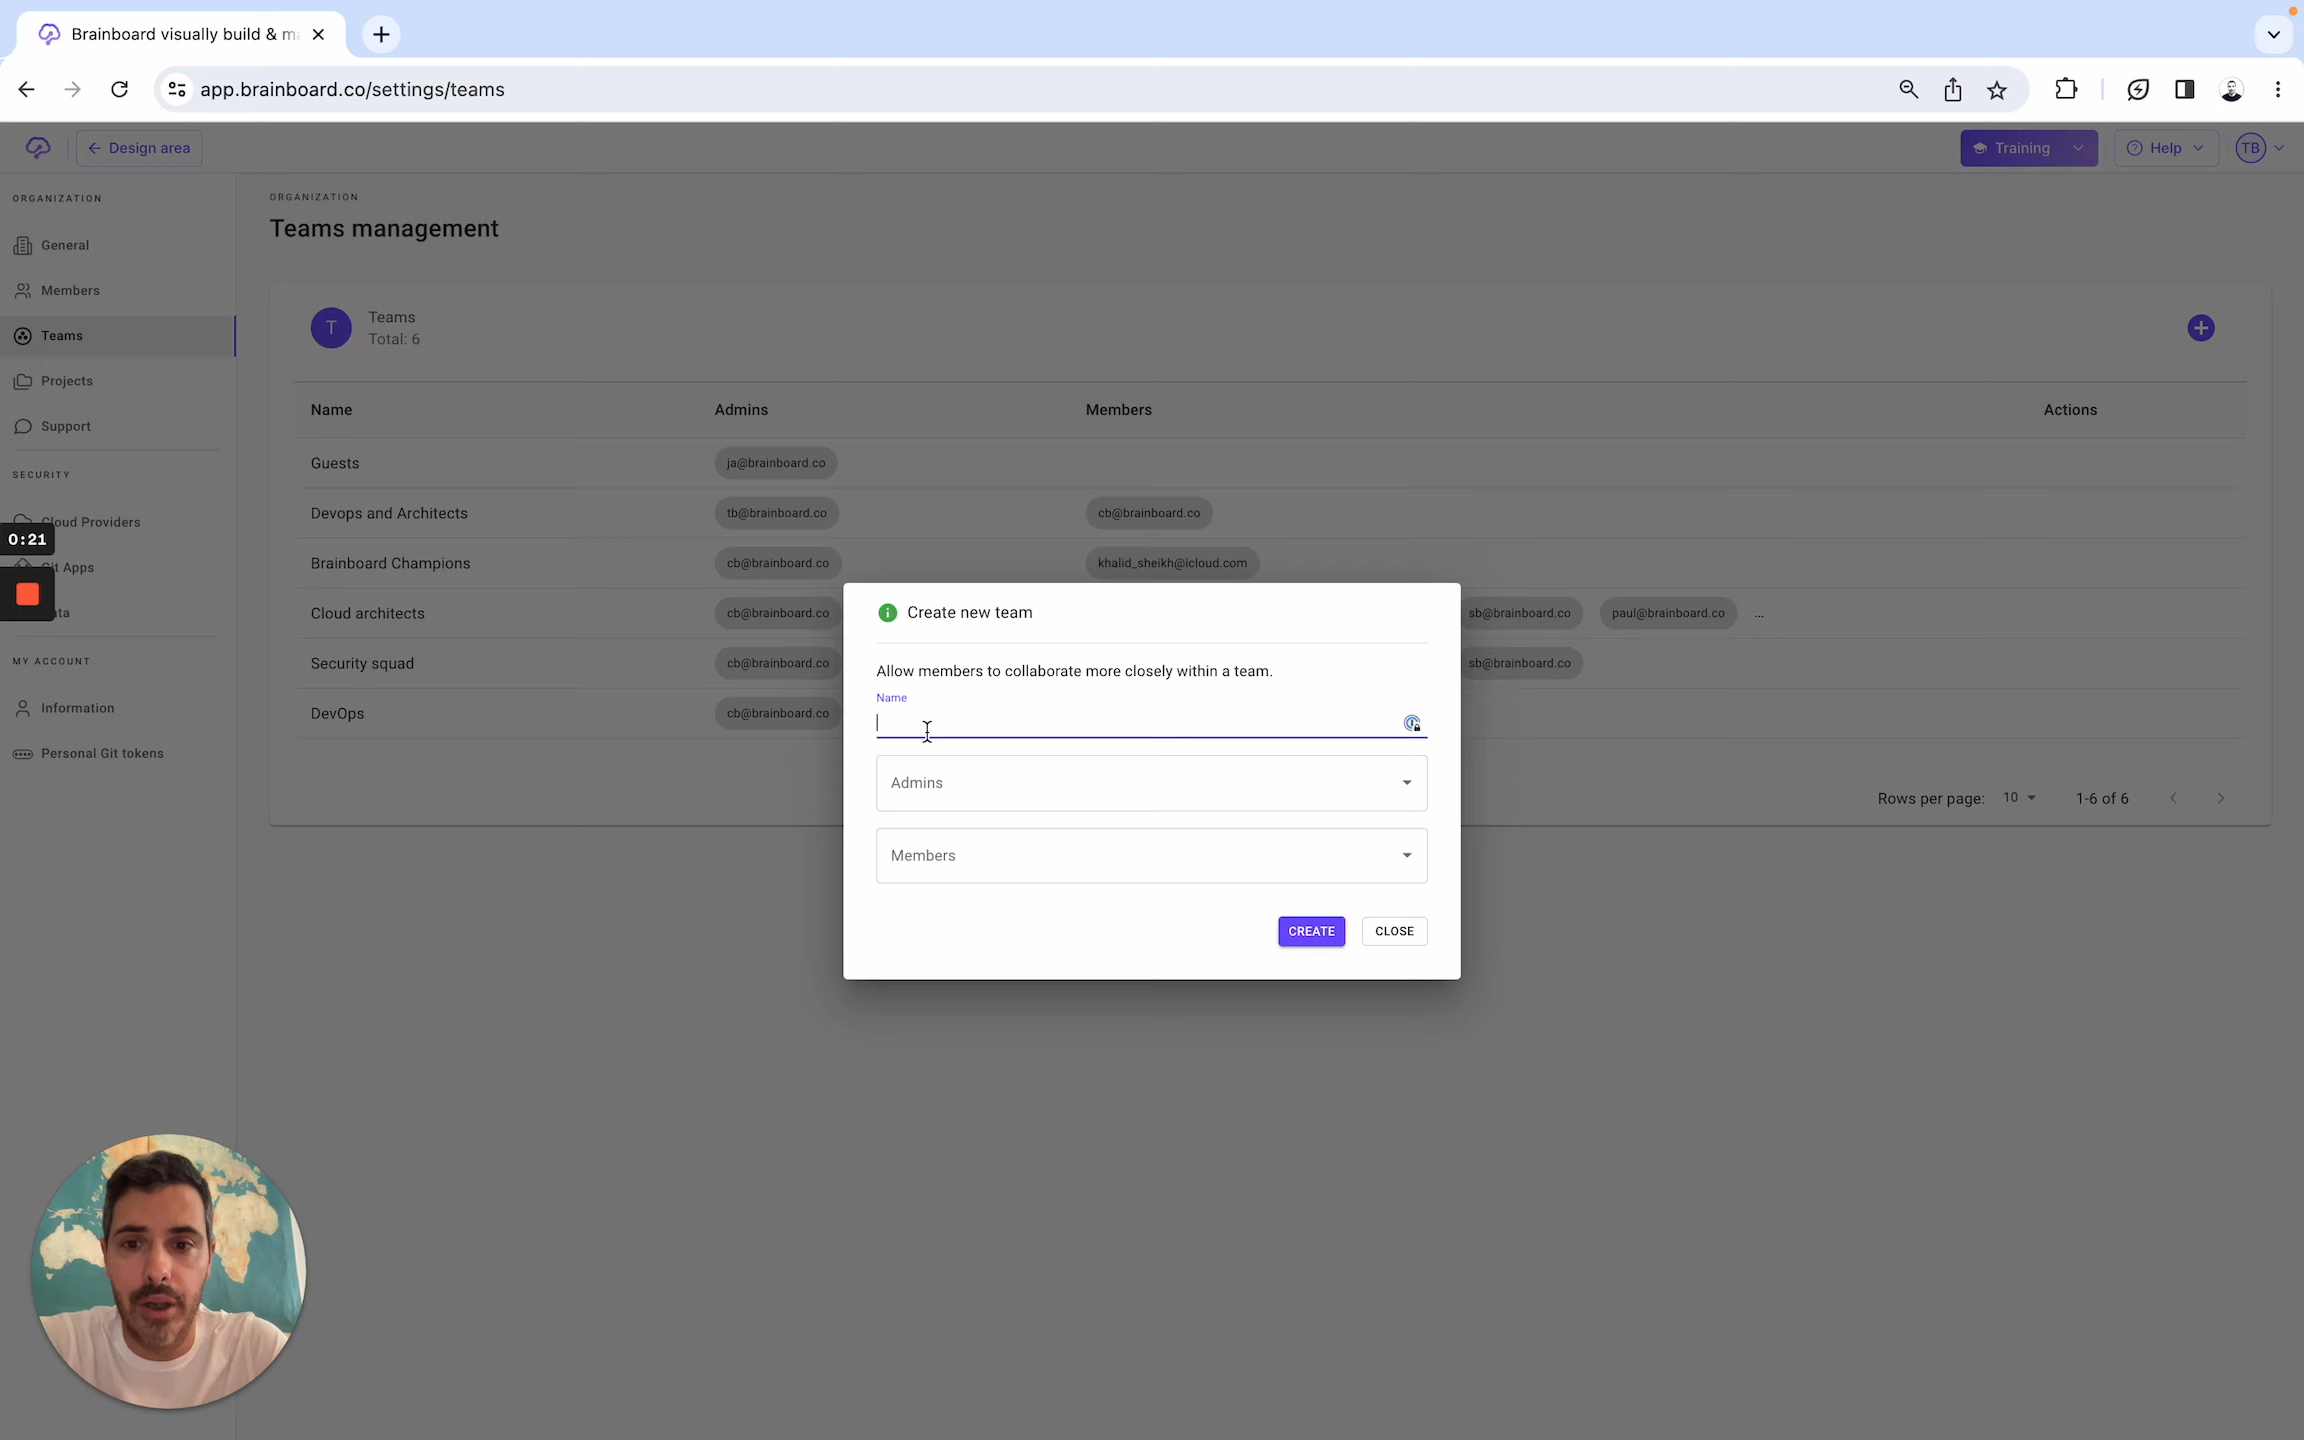 Brainboard visually build & m
app.brainboard.co/settings/teams
Design area
Training
Help
TB
ORGANIZATION
General
Members
Teams
Projects
Support
SECURITY
Cloud Providers
0:21
Git Apps
ta
MY ACCOUNT
Information
Personal Git tokens
ORGANIZATION
Teams management
T
Teams
Total: 6
Name Admins Members Actions
Guests ja@brainboard.co
Devops and Architects tb@brainboard.co cb@brainboard.co
Brainboard Champions cb@brainboard.co khalid_sheikh@icloud.com
Cloud architects cb@brainboard.co sb@brainboard.co paul@brainboard.co ...
Security squad cb@brainboard.co sb@brainboard.co
DevOps cb@brainboard.co
Rows per page: 10 1-6 of 6
Create new team
Allow members to collaborate more closely within a team.
Name
Admins
Members
CREATE CLOSE